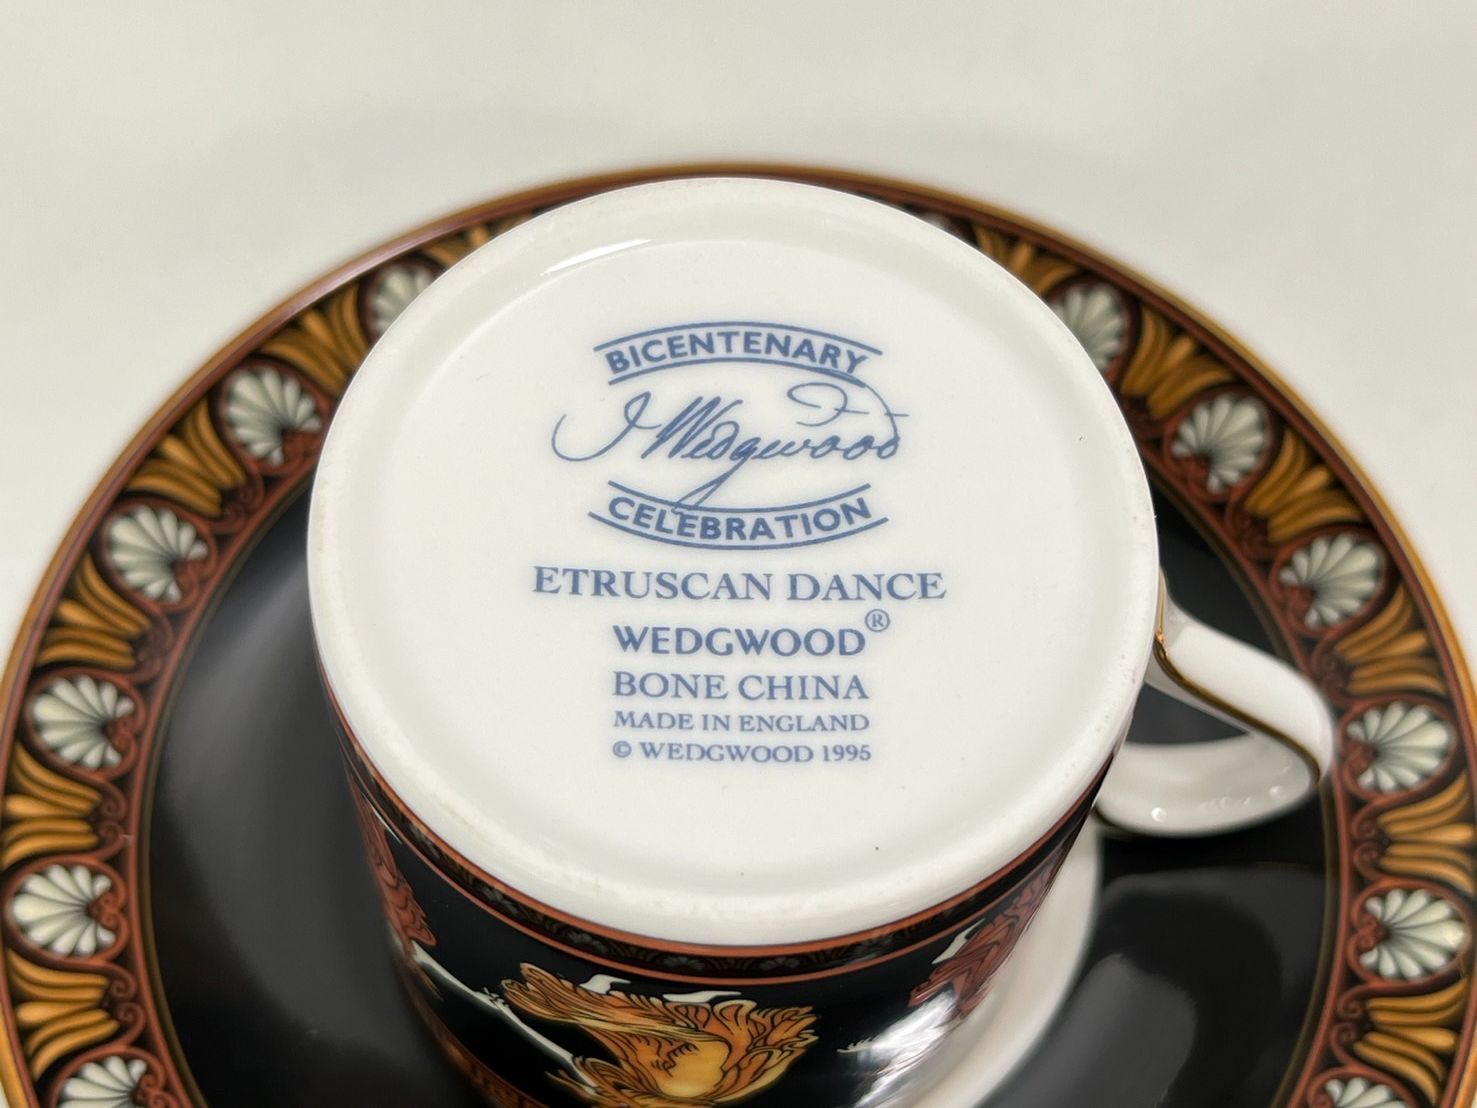 BICENTENARY
J Wedgwood
CELEBRATION
ETRUSCAN DANCE
WEDGWOOD®
BONE CHINA
MADE IN ENGLAND
© WEDGWOOD 1995